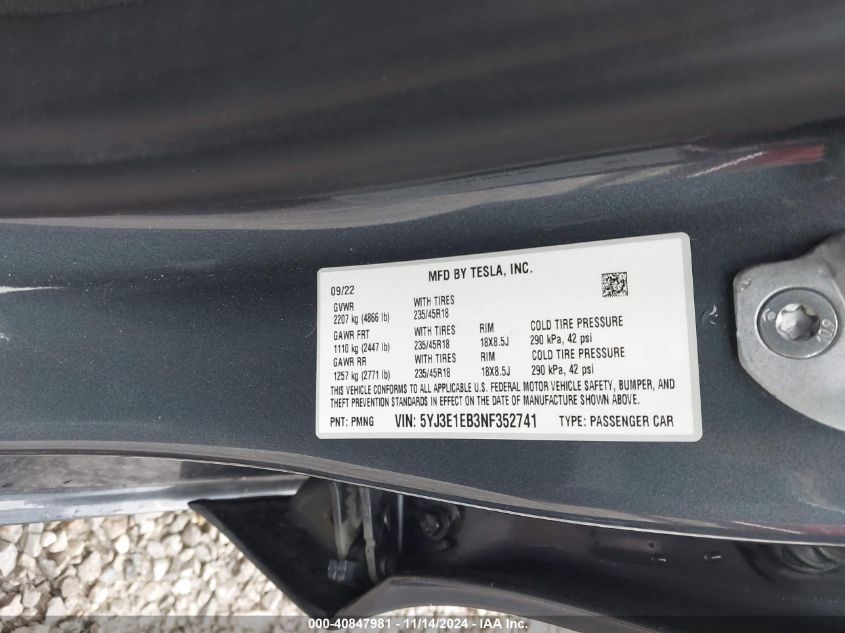 MFD BY TESLA, INC.
09/22
GVWR WITH TIRES
2207 kg (4866 lb) 235/45R18
GAWR FRT WITH TIRES RIM COLD TIRE PRESSURE
1110 kg (2447 lb) 235/45R18 18X8.5J 290 kPa, 42 psi
GAWR RR WITH TIRES RIM COLD TIRE PRESSURE
1257 kg (2771 lb) 235/45R18 18X8.5J 290 kPa, 42 psi
THIS VEHICLE CONFORMS TO ALL APPLICABLE U.S. FEDERAL MOTOR VEHICLE SAFETY, BUMPER, AND
THEFT PREVENTION STANDARDS IN EFFECT ON THE DATE OF MANUFACTURE SHOWN ABOVE.
PNT: PMNG VIN: 5YJ3E1EB3NF352741 TYPE: PASSENGER CAR
000-40847981 - 11/14/2024 - IAA Inc.